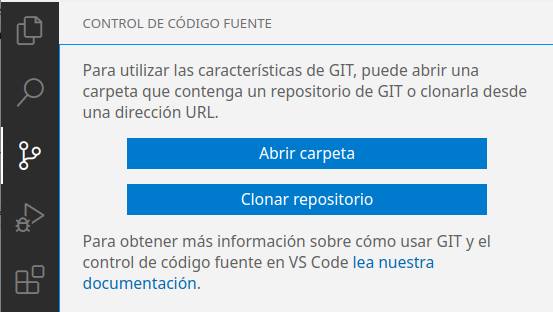 CONTROL DE CÓDIGO FUENTE
Para utilizar las características de GIT, puede abrir una
carpeta que contenga un repositorio de GIT o clonarla desde
una dirección URL.
Abrir carpeta
Clonar repositorio
Para obtener más información sobre cómo usar GIT y el
control de código fuente en VS Code lea nuestra
documentación.